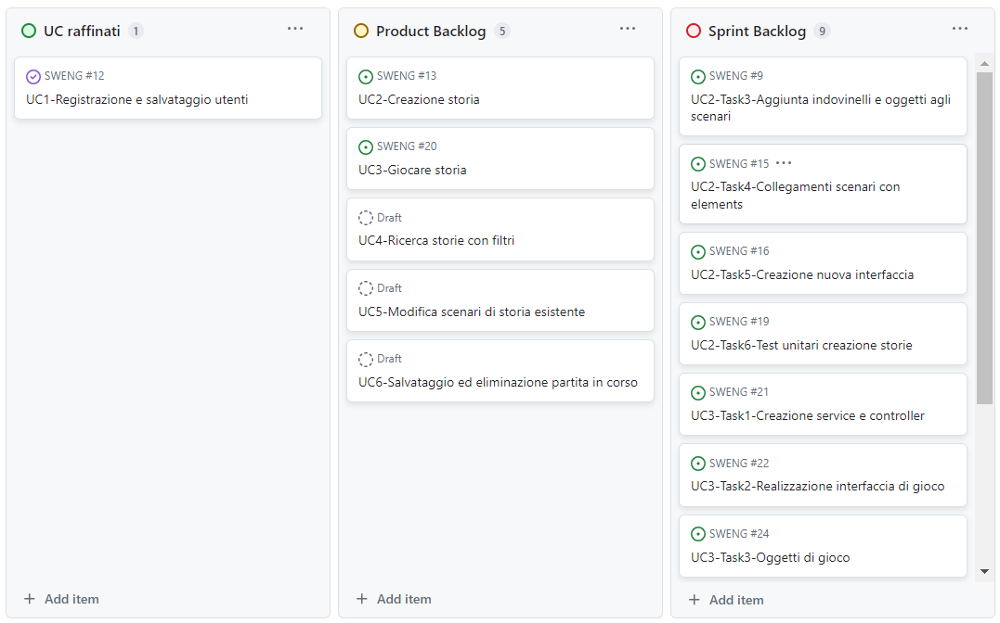 UC raffinati 1 ...
SWENG #12
UC1-Registrazione e salvataggio utenti
+ Add item
Product Backlog 5 ...
SWENG #13
UC2-Creazione storia
SWENG #20
UC3-Giocare storia
Draft
UC4-Ricerca storie con filtri
Draft
UC5-Modifica scenari di storia esistente
Draft
UC6-Salvataggio ed eliminazione partita in corso
+ Add item
Sprint Backlog 9 ...
SWENG #9
UC2-Task3-Aggiunta indovinelli e oggetti agli
scenari
SWENG #15 ...
UC2-Task4-Collegamenti scenari con
elements
SWENG #16
UC2-Task5-Creazione nuova interfaccia
SWENG #19
UC2-Task6-Test unitari creazione storie
SWENG #21
UC3-Task1-Creazione service e controller
SWENG #22
UC3-Task2-Realizzazione interfaccia di gioco
SWENG #24
UC3-Task3-Oggetti di gioco
+ Add item